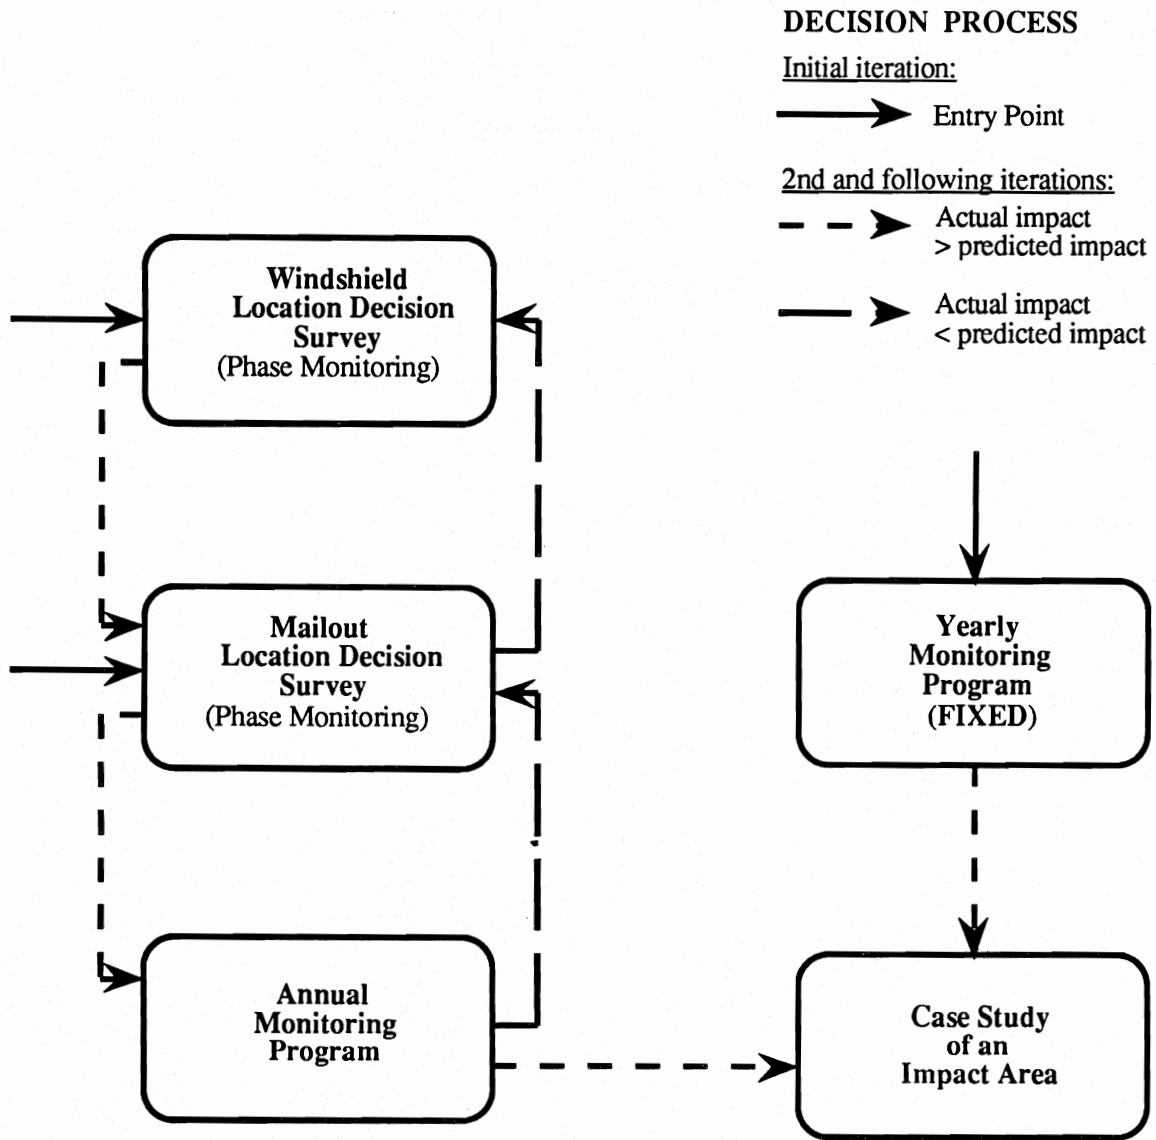 DECISION PROCESS
Initial iteration:
Entry Point
2nd and following iterations:
Actual impact
> predicted impact
Actual impact
< predicted impact
Windshield
Location Decision
Survey
(Phase Monitoring)
Mailout
Location Decision
Survey
(Phase Monitoring)
Yearly
Monitoring
Program
(FIXED)
Annual
Monitoring
Program
Case Study
of an
Impact Area